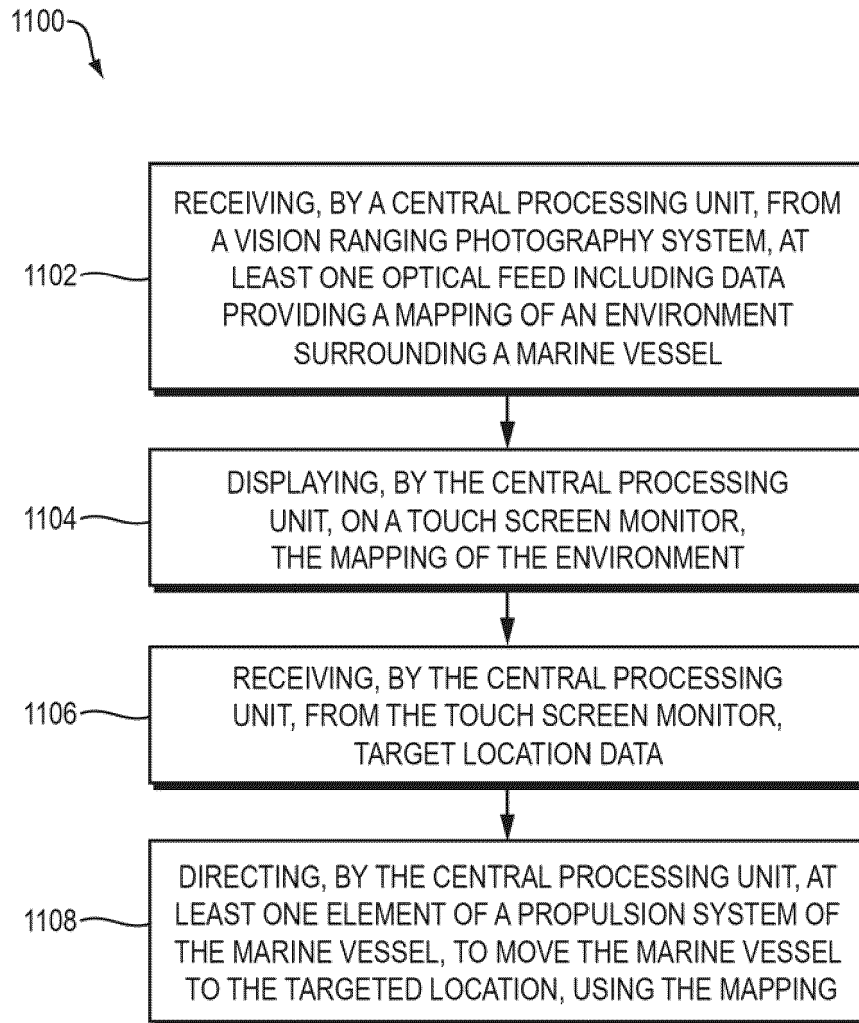 1100
RECEIVING, BY A CENTRAL PROCESSING UNIT, FROM
A VISION RANGING PHOTOGRAPHY SYSTEM, AT
LEAST ONE OPTICAL FEED INCLUDING DATA
PROVIDING A MAPPING OF AN ENVIRONMENT
SURROUNDING A MARINE VESSEL
1102
DISPLAYING, BY THE CENTRAL PROCESSING
UNIT, ON A TOUCH SCREEN MONITOR,
THE MAPPING OF THE ENVIRONMENT
1104
RECEIVING, BY THE CENTRAL PROCESSING
UNIT, FROM THE TOUCH SCREEN MONITOR,
TARGET LOCATION DATA
1106
DIRECTING, BY THE CENTRAL PROCESSING UNIT, AT
LEAST ONE ELEMENT OF A PROPULSION SYSTEM OF
THE MARINE VESSEL, TO MOVE THE MARINE VESSEL
TO THE TARGETED LOCATION, USING THE MAPPING
1108